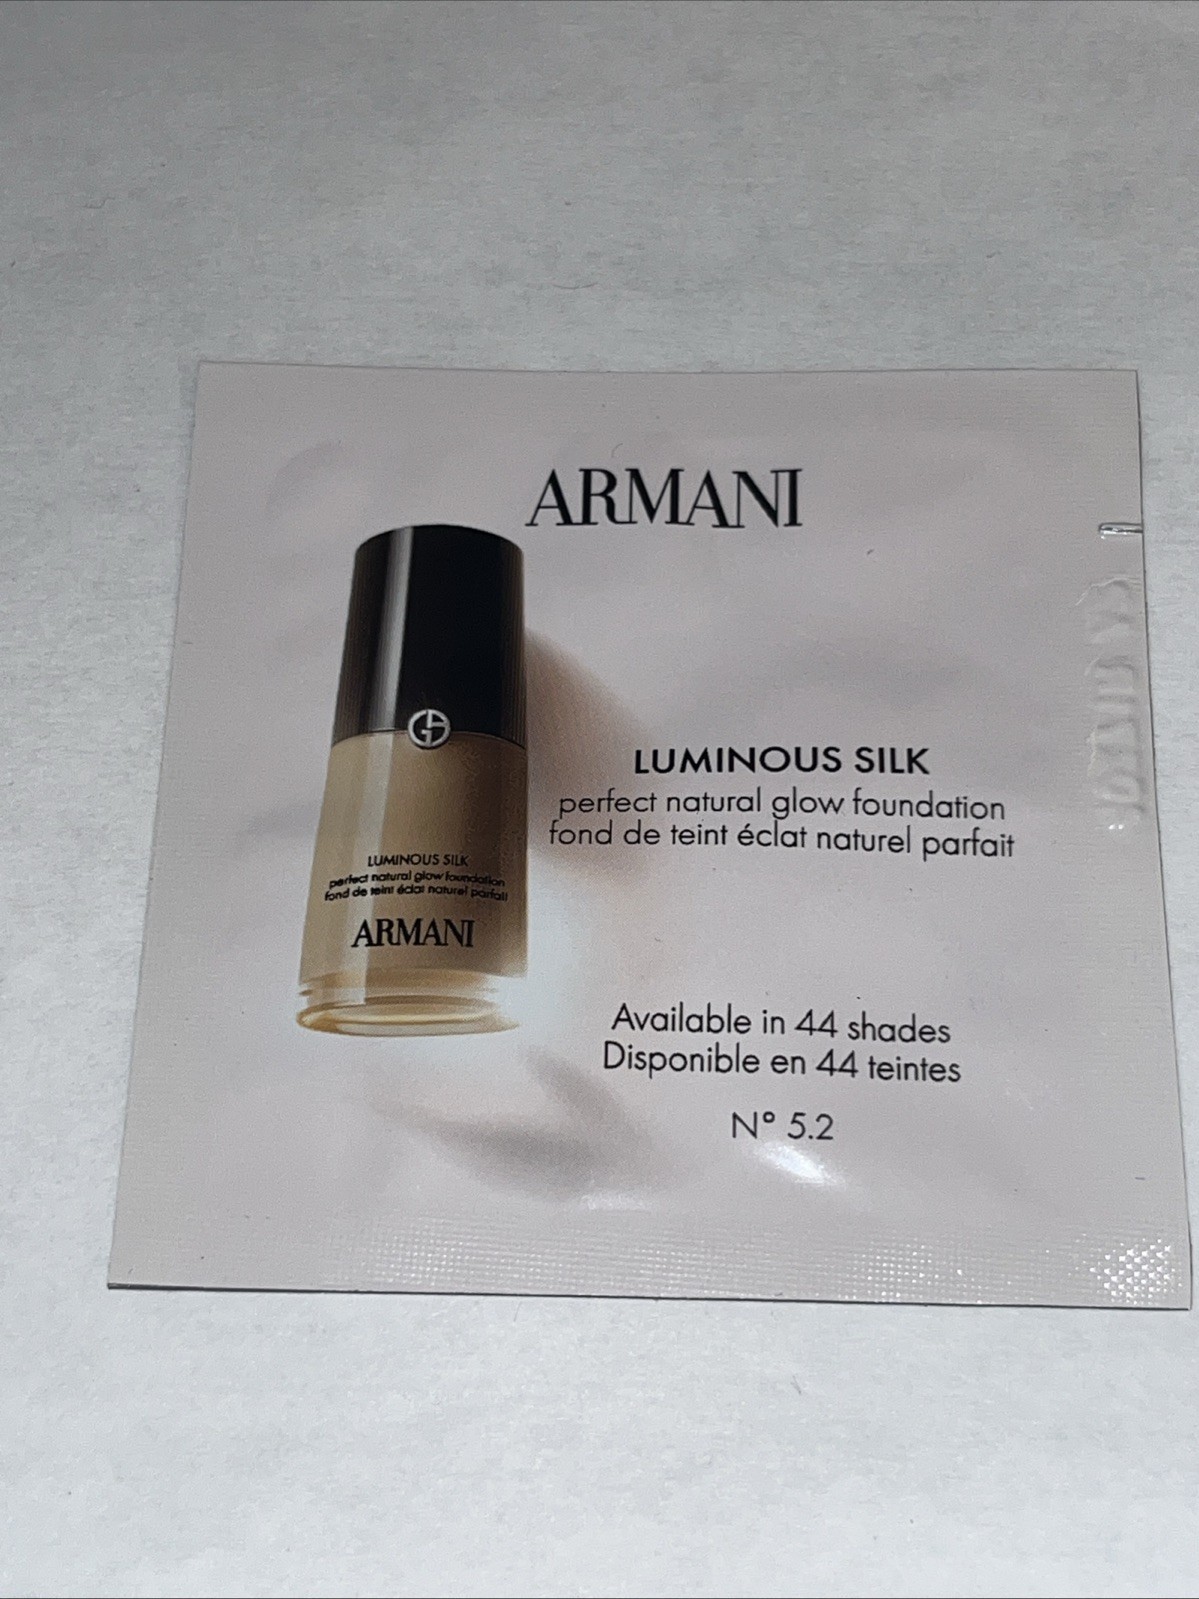 ARMANI
LUMINOUS SILK
perfect natural glow foundation
fond de teint éclat naturel parfait
LUMINOUS SILK
perfect natural glow foundation
fond de teint éclat naturel parfait
ARMANI
Available in 44 shades
Disponible en 44 teintes
N° 5.2